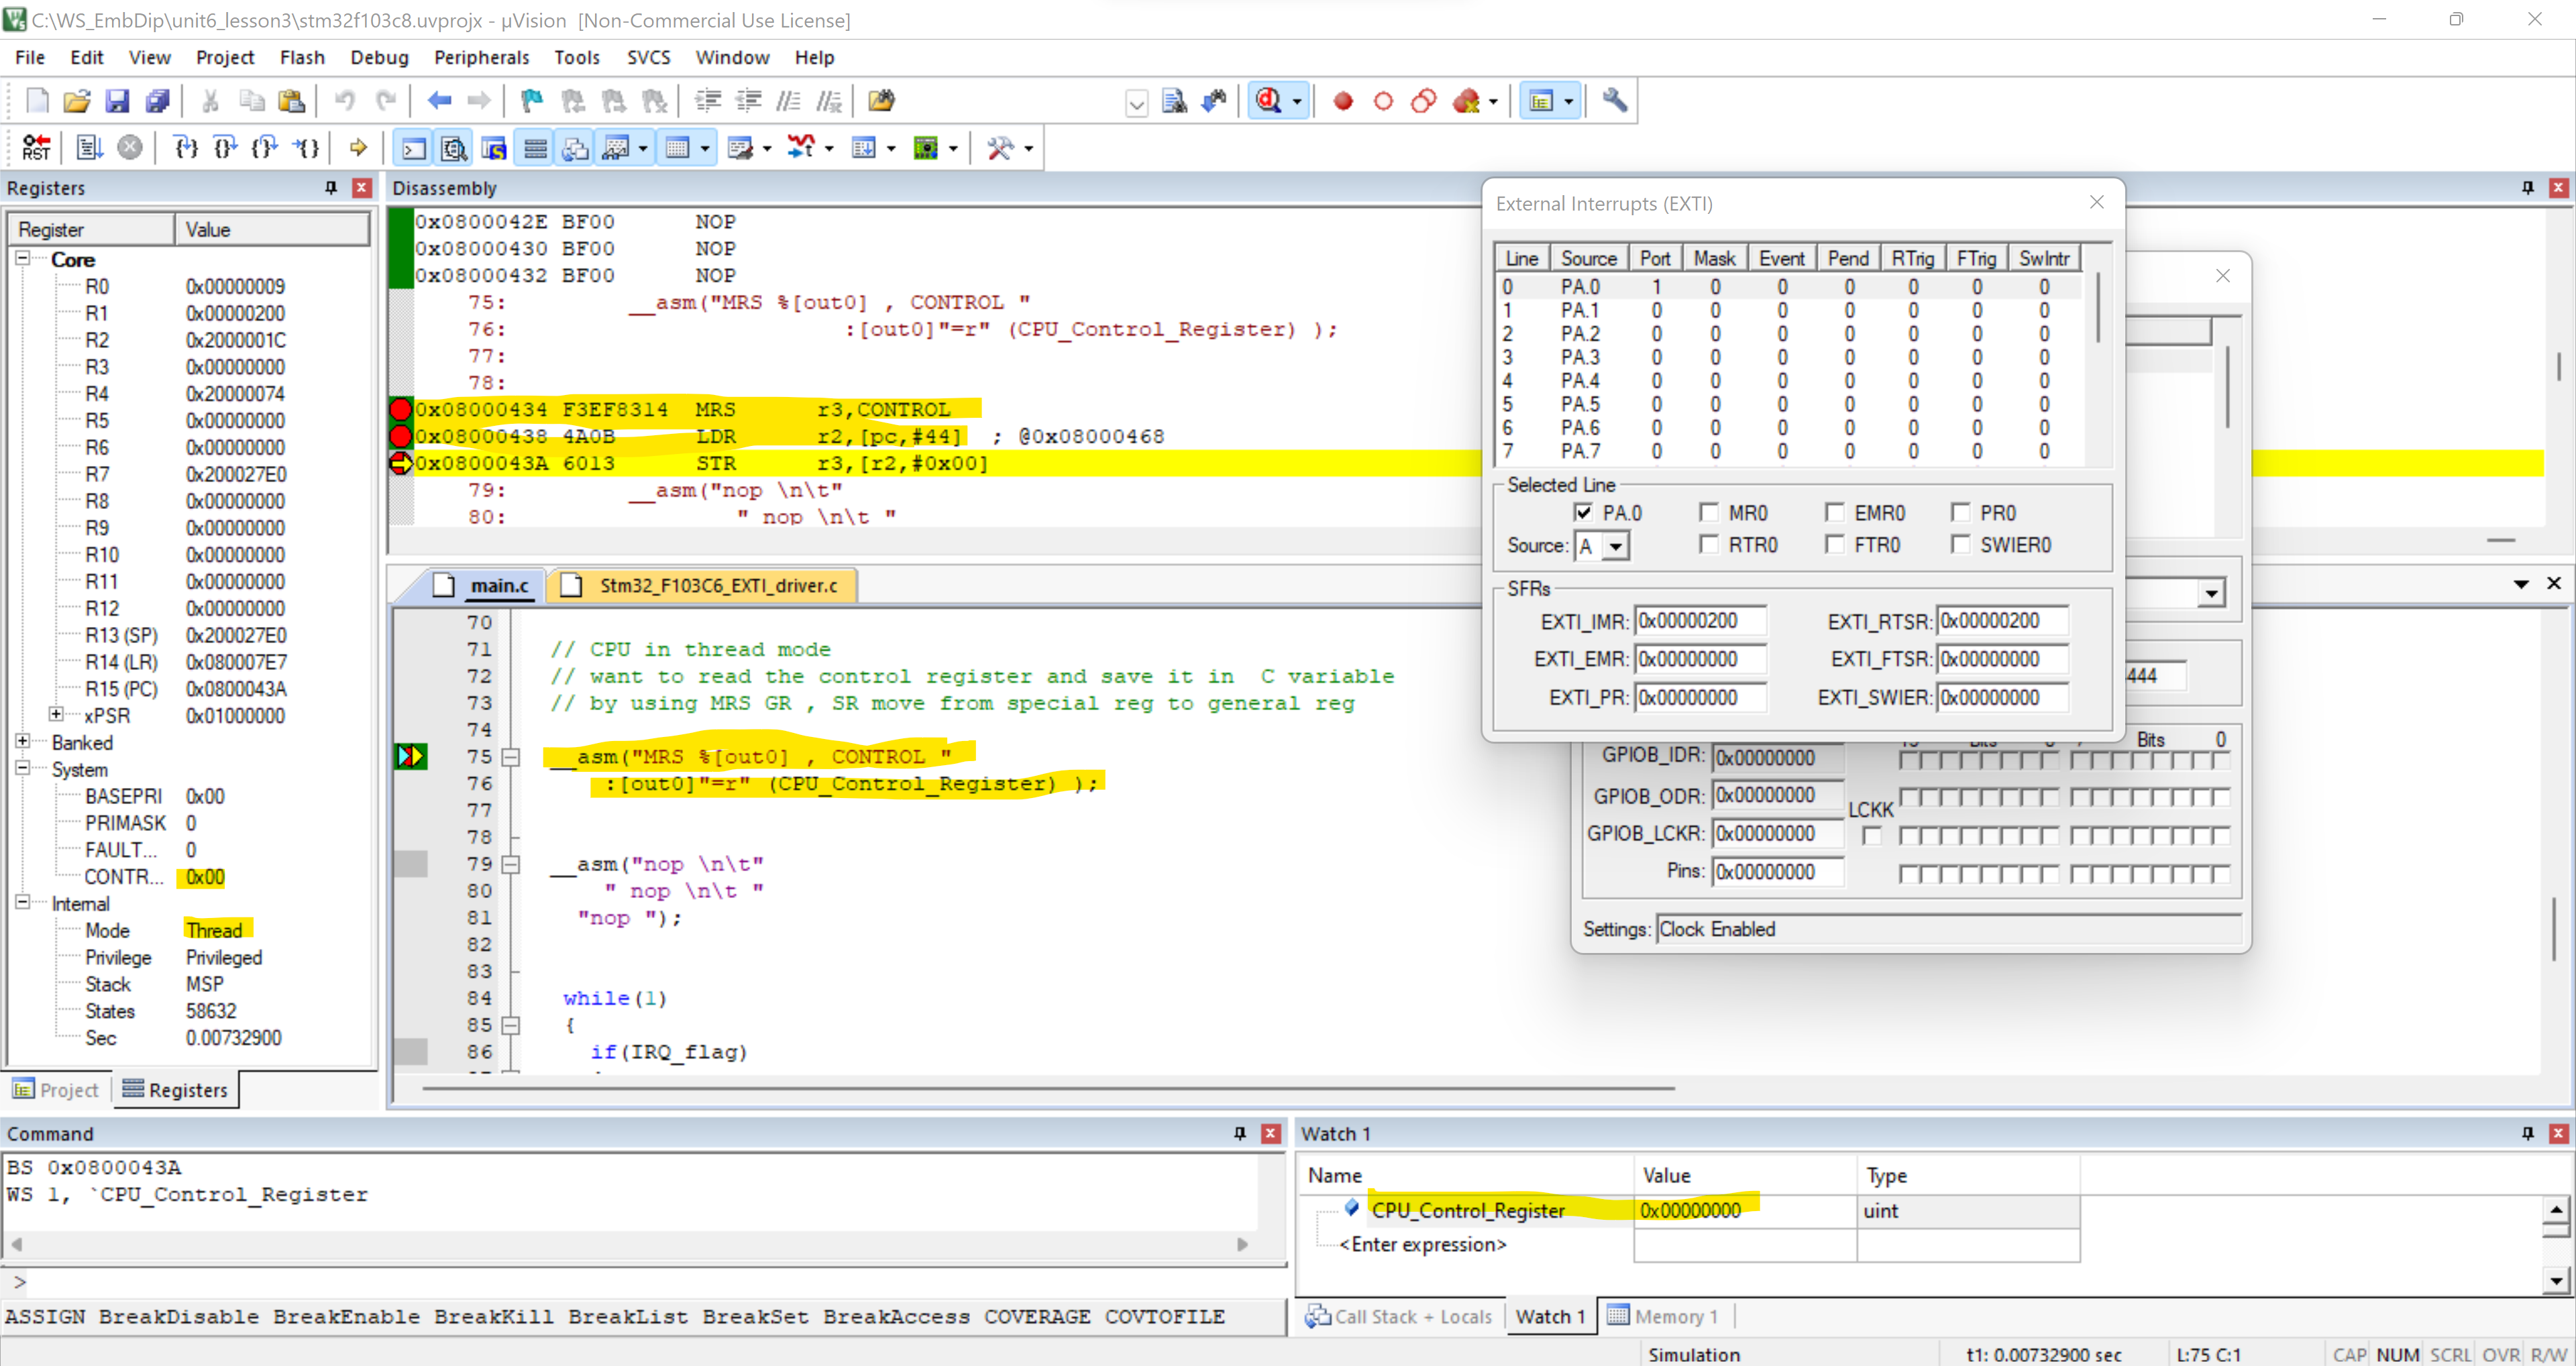 C:\WS_EmbDip\unit6_lesson3\stm32f103c8.uvprojx - µVision [Non-Commercial Use License]
File Edit View Project Flash Debug Peripherals Tools SVCS Window Help
RST
Registers
Register Value
Core
R0 0x00000009
R1 0x00000200
R2 0x2000001C
R3 0x00000000
R4 0x20000074
R5 0x00000000
R6 0x00000000
R7 0x200027E0
R8 0x00000000
R9 0x00000000
R10 0x00000000
R11 0x00000000
R12 0x00000000
R13 (SP) 0x200027E0
R14 (LR) 0x080007E7
R15 (PC) 0x0800043A
xPSR 0x01000000
Banked
System
BASEPRI 0x00
PRIMASK 0
FAULT... 0
CONTR... 0x00
Internal
Mode Thread
Privilege Privileged
Stack MSP
States 58632
Sec 0.00732900
Project Registers
Disassembly
0x0800042E BF00 NOP
0x08000430 BF00 NOP
0x08000432 BF00 NOP
75: __asm("MRS %[out0] , CONTROL "
76: :[out0]"=r" (CPU_Control_Register) );
77:
78:
0x08000434 F3EF8314 MRS r3,CONTROL
0x08000438 4A0B LDR r2,[pc,#44] ; @0x08000468
0x0800043A 6013 STR r3,[r2,#0x00]
79: __asm("nop \n\t"
80: " nop \n\t "
main.c Stm32_F103C6_EXTI_driver.c
70
71 // CPU in thread mode
72 // want to read the control register and save it in C variable
73 // by using MRS GR , SR move from special reg to general reg
74
75 __asm("MRS %[out0] , CONTROL "
76 :[out0]"=r" (CPU_Control_Register) );
77
78
79 __asm("nop \n\t"
80 " nop \n\t "
81 "nop ");
82
83
84 while(1)
85 {
86 if(IRQ_flag)
External Interrupts (EXTI)
Line Source Port Mask Event Pend RTrig FTrig SwIntr
0 PA.0 1 0 0 0 0 0 0
1 PA.1 0 0 0 0 0 0 0
2 PA.2 0 0 0 0 0 0 0
3 PA.3 0 0 0 0 0 0 0
4 PA.4 0 0 0 0 0 0 0
5 PA.5 0 0 0 0 0 0 0
6 PA.6 0 0 0 0 0 0 0
7 PA.7 0 0 0 0 0 0 0
Selected Line
PA.0 MR0 EMR0 PR0
Source: A RTR0 FTR0 SWIER0
SFRs
EXTI_IMR: 0x00000200 EXTI_RTSR: 0x00000200
EXTI_EMR: 0x00000000 EXTI_FTSR: 0x00000000
EXTI_PR: 0x00000000 EXTI_SWIER: 0x00000000
444
Bits 0
GPIOB_IDR: 0x00000000
GPIOB_ODR: 0x00000000
LCKK
GPIOB_LCKR: 0x00000000
Pins: 0x00000000
Settings: Clock Enabled
Command
BS 0x0800043A
WS 1, `CPU_Control_Register
>
ASSIGN BreakDisable BreakEnable BreakKill BreakList BreakSet BreakAccess COVERAGE COVTOFILE
Watch 1
Name Value Type
CPU_Control_Register 0x00000000 uint
<Enter expression>
Call Stack + Locals Watch 1 Memory 1
Simulation t1: 0.00732900 sec L:75 C:1 CAP NUM SCRL OVR R/W